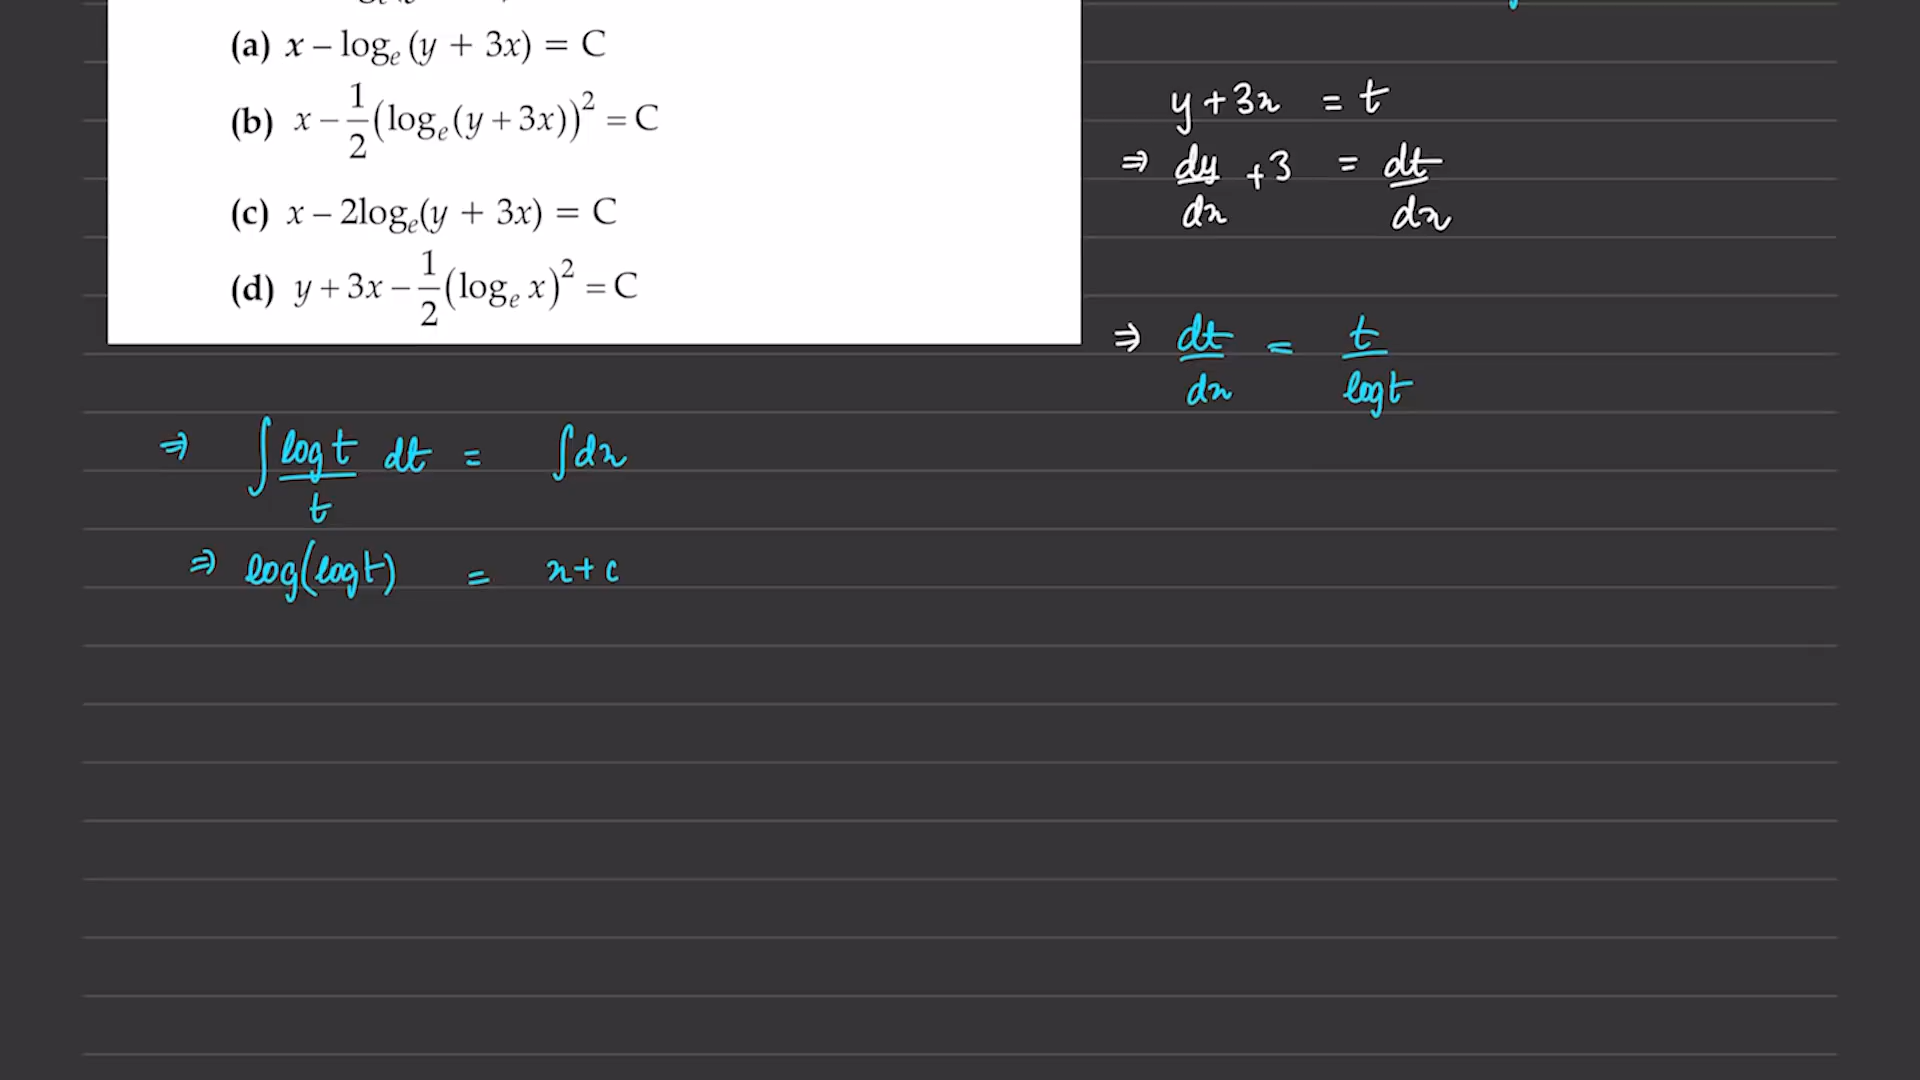 (a) x – logₑ (y + 3x) = C
(b) x – 1/2 (logₑ (y + 3x))² = C
(c) x – 2logₑ(y + 3x) = C
(d) y + 3x – 1/2 (logₑ x)² = C
y + 3x = t
⇒ dy/dx + 3 = dt/dx
⇒ dt/dx = t/log t
⇒ ∫ log t/t dt = ∫ dx
⇒ log(log t) = x + c